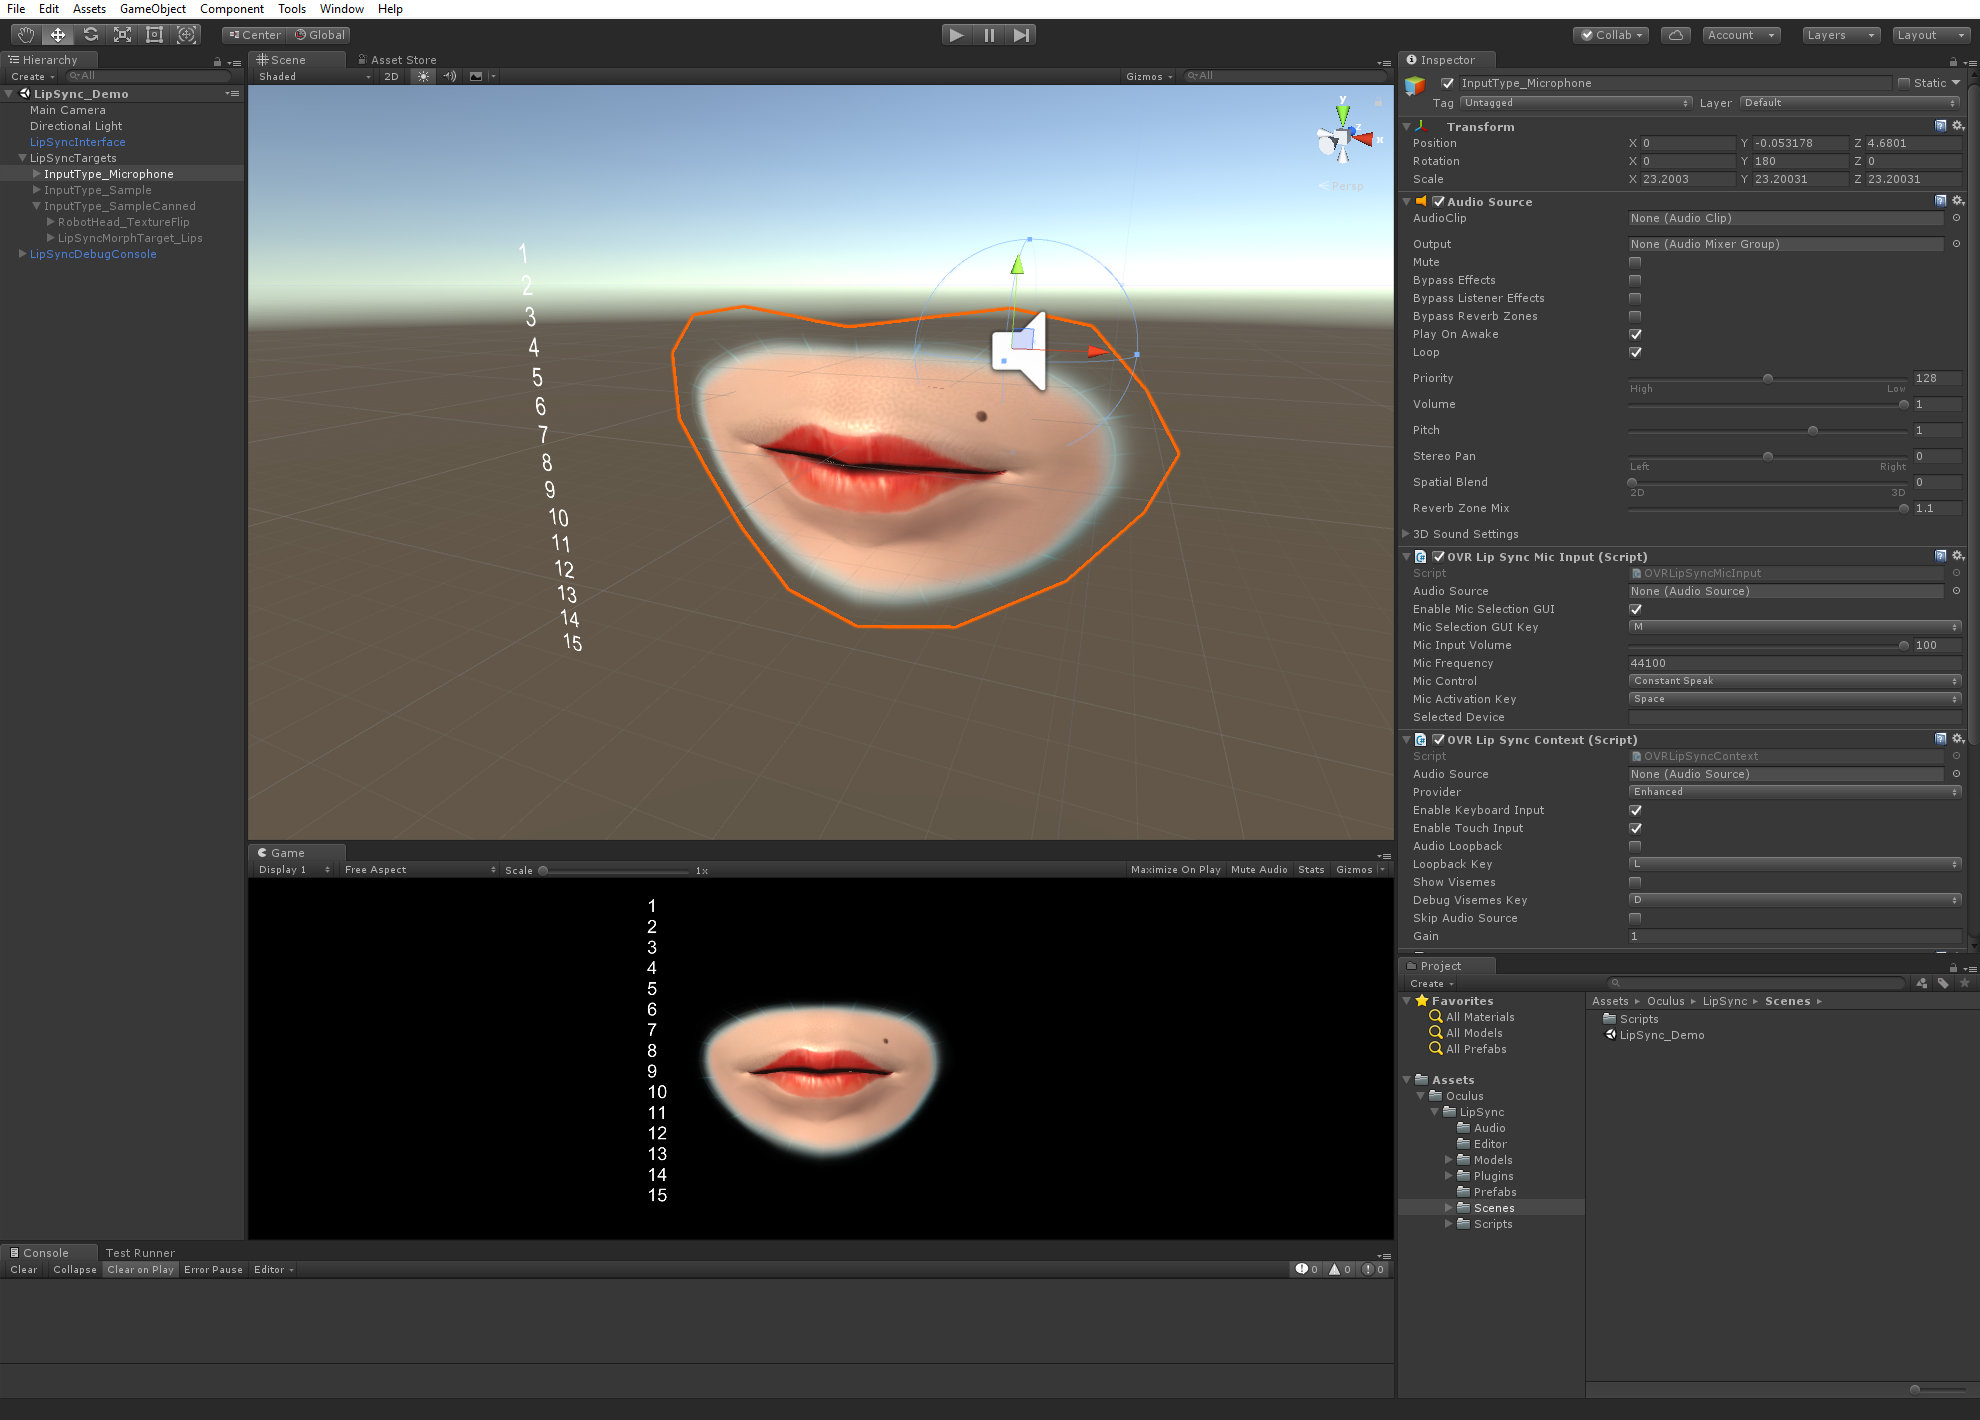 File Edit Assets GameObject Component Tools Window Help
Center Global
Collab Account Layers Layout
Hierarchy
Create All
LipSync_Demo
Main Camera
Directional Light
LipSyncInterface
LipSyncTargets
InputType_Microphone
InputType_Sample
InputType_SampleCanned
RobotHead_TextureFlip
LipSyncMorphTarget_Lips
LipSyncDebugConsole
Scene Asset Store
Shaded 2D Gizmos All
y
x
z
Persp
1
2
3
4
5
6
7
8
9
10
11
12
13
14
15
Game
Display 1 Free Aspect Scale 1x Maximize On Play Mute Audio Stats Gizmos
1
2
3
4
5
6
7
8
9
10
11
12
13
14
15
Console Test Runner
Clear Collapse Clear on Play Error Pause Editor 0 0 0
Inspector
InputType_Microphone Static
Tag Untagged Layer Default
Transform
Position X 0 Y -0.053178 Z 4.6801
Rotation X 0 Y 180 Z 0
Scale X 23.2003 Y 23.20031 Z 23.20031
Audio Source
AudioClip None (Audio Clip)
Output None (Audio Mixer Group)
Mute
Bypass Effects
Bypass Listener Effects
Bypass Reverb Zones
Play On Awake
Loop
Priority 128
High Low
Volume 1
Pitch 1
Stereo Pan 0
Left Right
Spatial Blend 0
2D 3D
Reverb Zone Mix 1.1
3D Sound Settings
OVR Lip Sync Mic Input (Script)
Script OVRLipSyncMicInput
Audio Source None (Audio Source)
Enable Mic Selection GUI
Mic Selection GUI Key M
Mic Input Volume 100
Mic Frequency 44100
Mic Control Constant Speak
Mic Activation Key Space
Selected Device
OVR Lip Sync Context (Script)
Script OVRLipSyncContext
Audio Source None (Audio Source)
Provider Enhanced
Enable Keyboard Input
Enable Touch Input
Audio Loopback
Loopback Key L
Show Visemes
Debug Visemes Key D
Skip Audio Source
Gain 1
Project
Create
Favorites
All Materials
All Models
All Prefabs
Assets
Oculus
LipSync
Audio
Editor
Models
Plugins
Prefabs
Scenes
Scripts
Assets Oculus LipSync Scenes
Scripts
LipSync_Demo